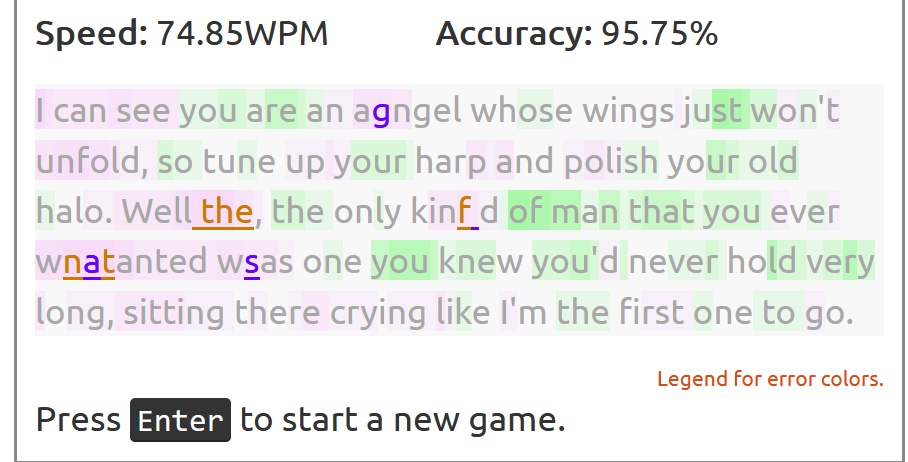 Speed: 74.85WPM Accuracy: 95.75%
I can see you are an agngel whose wings just won't
unfold, so tune up your harp and polish your old
halo. Well the, the only kinf d of man that you ever
wnatanted wsas one you knew you'd never hold very
long, sitting there crying like I'm the first one to go.
Legend for error colors.
Press Enter to start a new game.